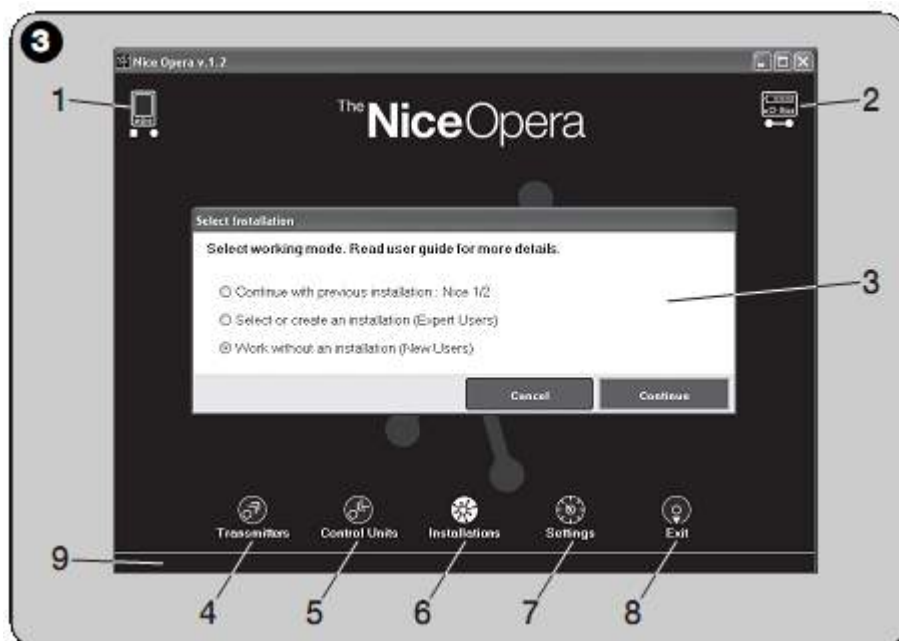 3
Nice Opera v.1.2
1
2
The NiceOpera
Select Installation
Select working mode. Read user guide for more details.
Continue with previous installation : Nice 1/2
3
Select or create an installation (Expert Users)
Work without an installation (New Users)
Cancel Continue
Transmitters Control Units Installations Settings Exit
9
4 5 6 7 8